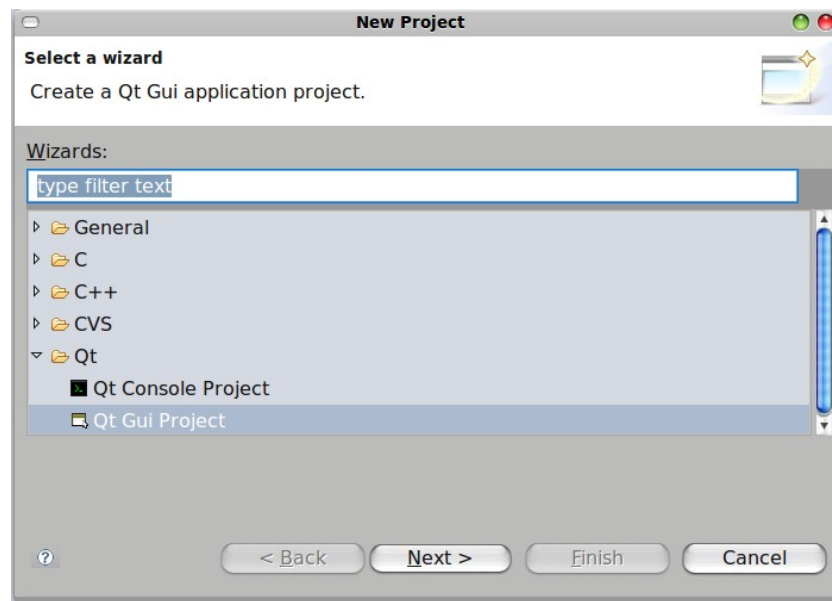 New Project
Select a wizard
Create a Qt Gui application project.
Wizards:
type filter text
General
C
C++
CVS
Qt
Qt Console Project
Qt Gui Project
?
< Back Next > Finish Cancel